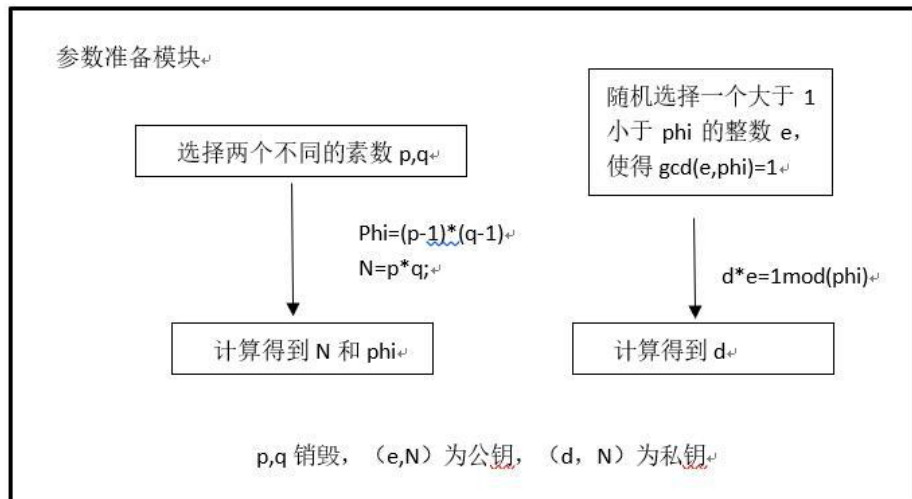 参数准备模块
选择两个不同的素数 p,q
Phi=(p-1)*(q-1)
N=p*q;
计算得到 N 和 phi
随机选择一个大于 1
小于 phi 的整数 e，
使得 gcd(e,phi)=1
d*e=1mod(phi)
计算得到 d
p,q 销毁，（e,N）为公钥，（d，N）为私钥